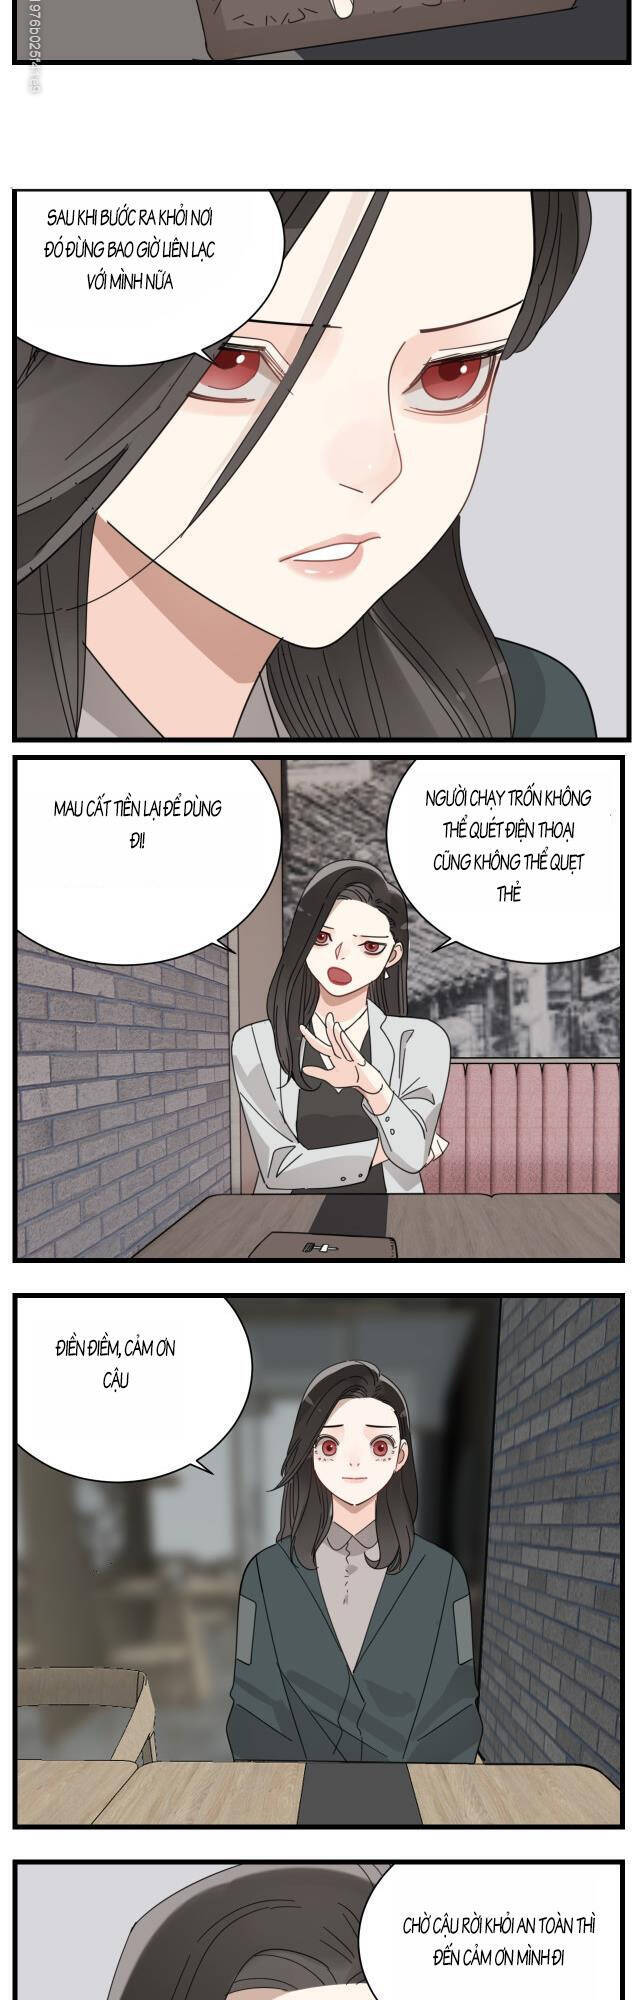 SAU KHI BƯỚC RA KHỎI NƠI
ĐÓ ĐỪNG BAO GIỜ LIÊN LẠC
VỚI MÌNH NỮA
MAU CẤT TIỀN LẠI ĐỂ DÙNG
ĐI!
NGƯỜI CHẠY TRỐN KHÔNG
THỂ QUÉT ĐIỆN THOẠI
CŨNG KHÔNG THỂ QUẸT
THẺ
ĐIỀN ĐIỀM, CẢM ƠN
CẬU
CHỜ CẬU RỜI KHỎI AN TOÀN THÌ
ĐẾN CẢM ƠN MÌNH ĐI